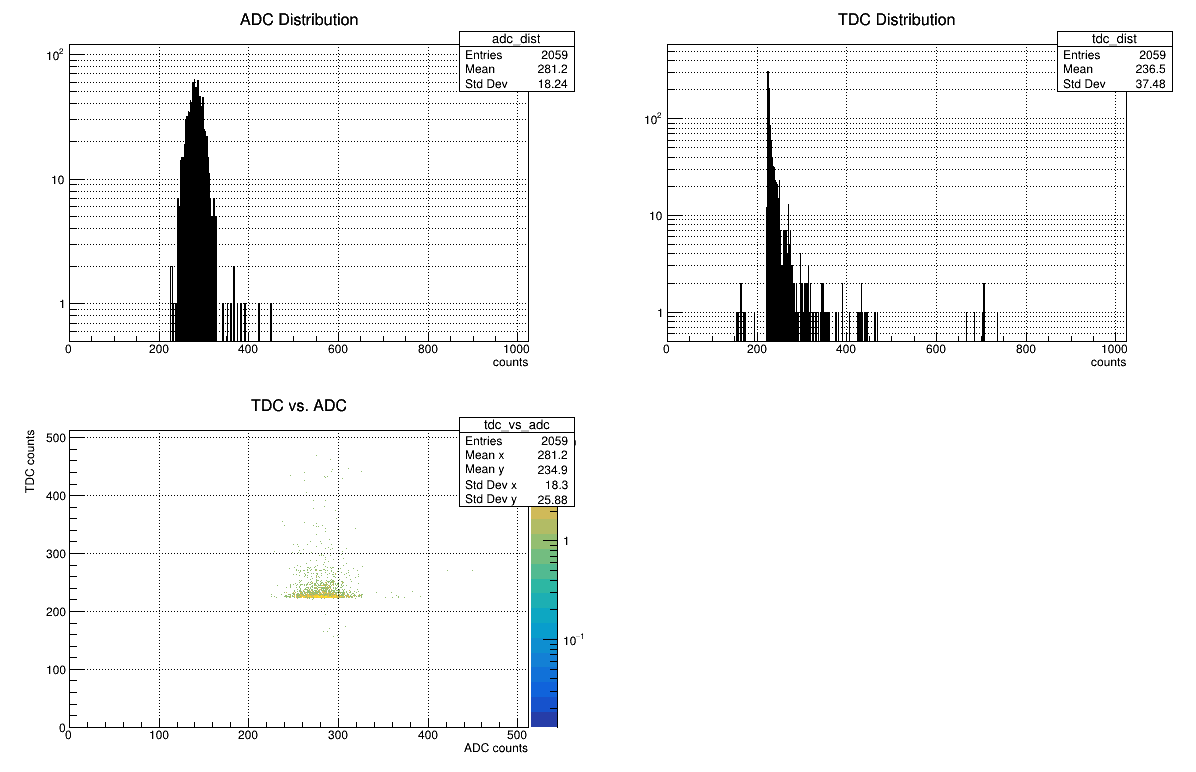 ADC Distribution
adc_dist
Entries 2059
Mean 281.2
Std Dev 18.24
10²
10
1
0 200 400 600 800 1000
counts
TDC Distribution
tdc_dist
Entries 2059
Mean 236.5
Std Dev 37.48
10²
10
1
0 200 400 600 800 1000
counts
TDC vs. ADC
tdc_vs_adc
Entries 2059
Mean x 281.2
Mean y 234.9
Std Dev x 18.3
Std Dev y 25.88
TDC counts
500
400
300
200
100
0
0 100 200 300 400 500
ADC counts
1
10⁻¹